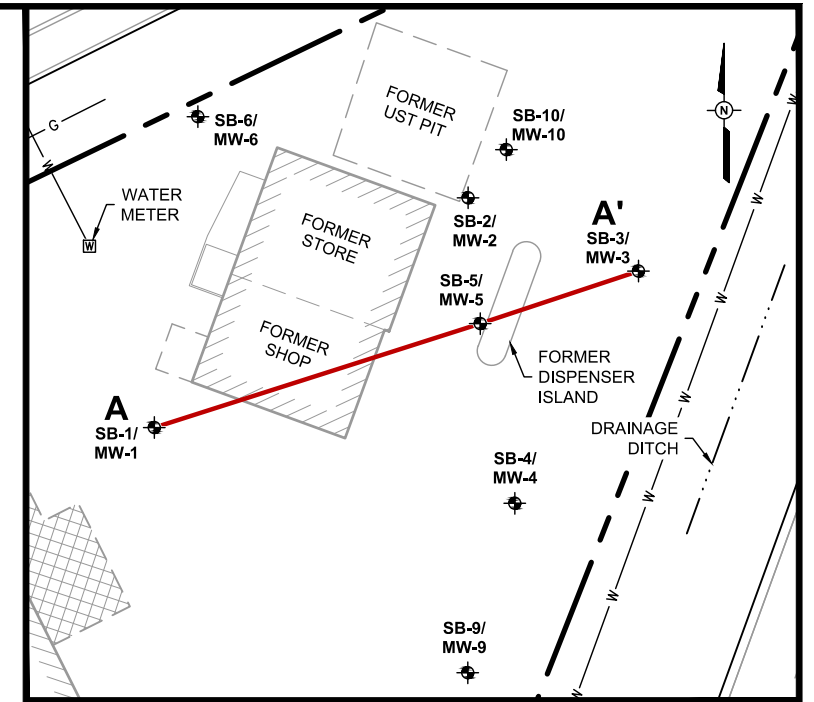 FORMER
UST PIT
SB-10/
MW-10
G
SB-6/
MW-6
N
W
W
WATER
METER
W
SB-2/
MW-2
A'
SB-3/
MW-3
W
FORMER
STORE
SB-5/
MW-5
W
FORMER
SHOP
FORMER
DISPENSER
ISLAND
W
A
SB-1/
MW-1
DRAINAGE
DITCH
W
SB-4/
MW-4
W
W
SB-9/
MW-9
W